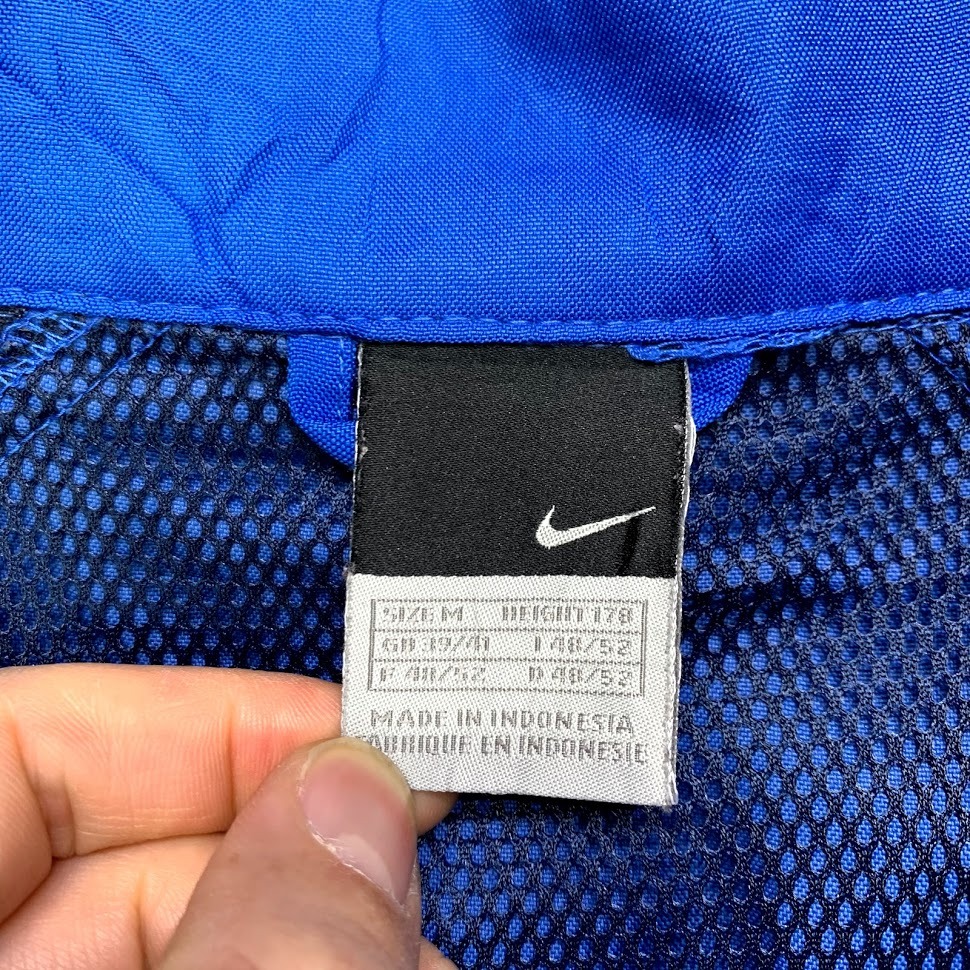 SIZE M HEIGHT 178
GB 39/41 I 48/52
F 48/52 D 48/52
MADE IN INDONESIA
FABRIQUE EN INDONESIE